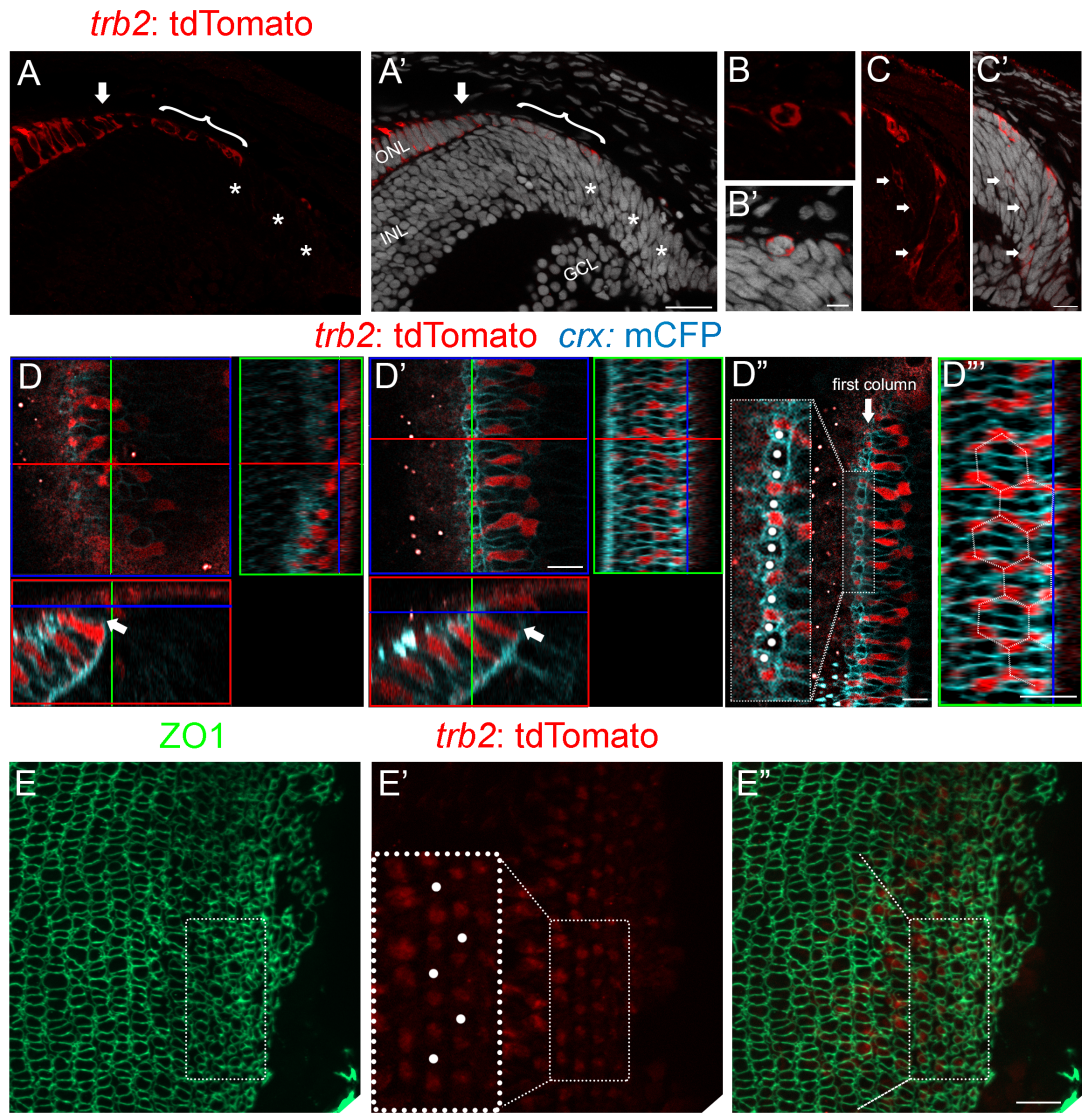 trb2: tdTomato
A
A’
ONL
INL
GCL
*
*
*
*
*
*
B
B’
C
C’
trb2: tdTomato crx: mCFP
D
D’
D”
first column
D”’
ZO1
trb2: tdTomato
E
E’
E”